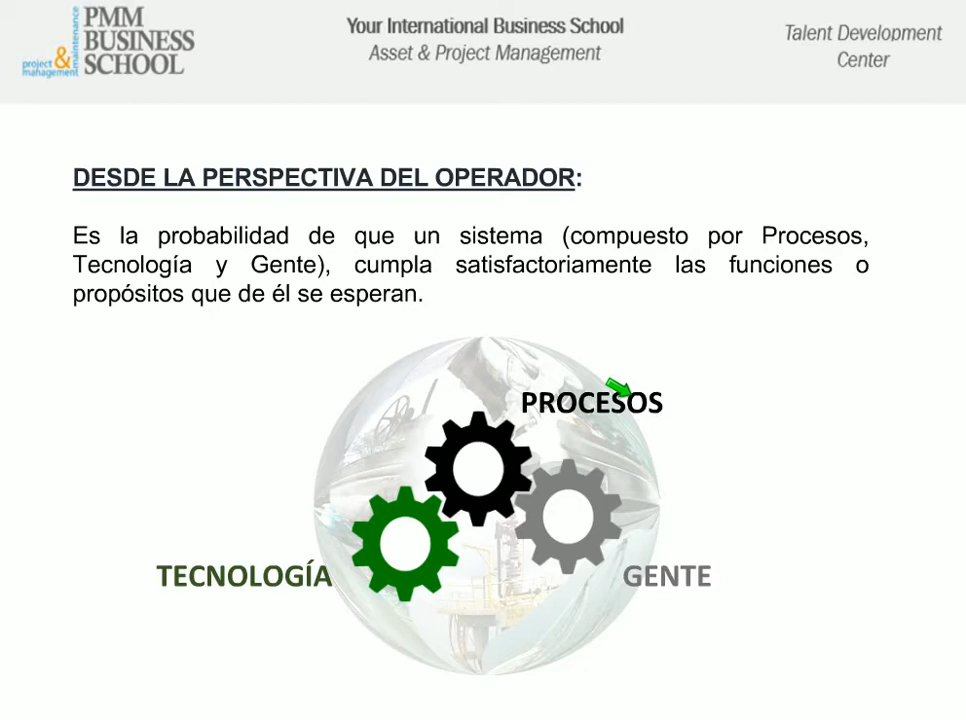 PMM
BUSINESS
SCHOOL
project & maintenance
management
Your International Business School
Asset & Project Management
Talent Development
Center
DESDE LA PERSPECTIVA DEL OPERADOR:
Es la probabilidad de que un sistema (compuesto por Procesos,
Tecnología y Gente), cumpla satisfactoriamente las funciones o
propósitos que de él se esperan.
PROCESOS
TECNOLOGÍA
GENTE